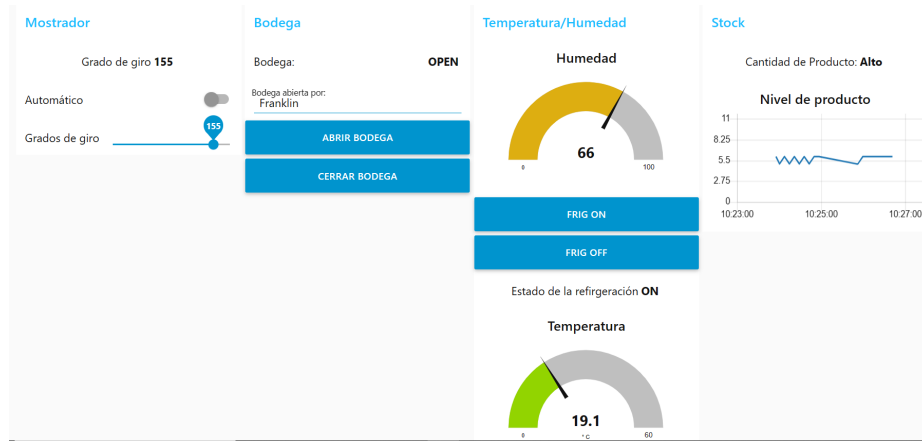 Mostrador
Grado de giro 155
Automático
Grados de giro
155
Bodega
Bodega: OPEN
Bodega abierta por:
Franklin
ABRIR BODEGA
CERRAR BODEGA
Temperatura/Humedad
Humedad
66
0 100
FRIG ON
FRIG OFF
Estado de la refirgeración ON
Temperatura
19.1
0 °C 60
Stock
Cantidad de Producto: Alto
Nivel de producto
11
8.25
5.5
2.75
0
10:23:00 10:25:00 10:27:00